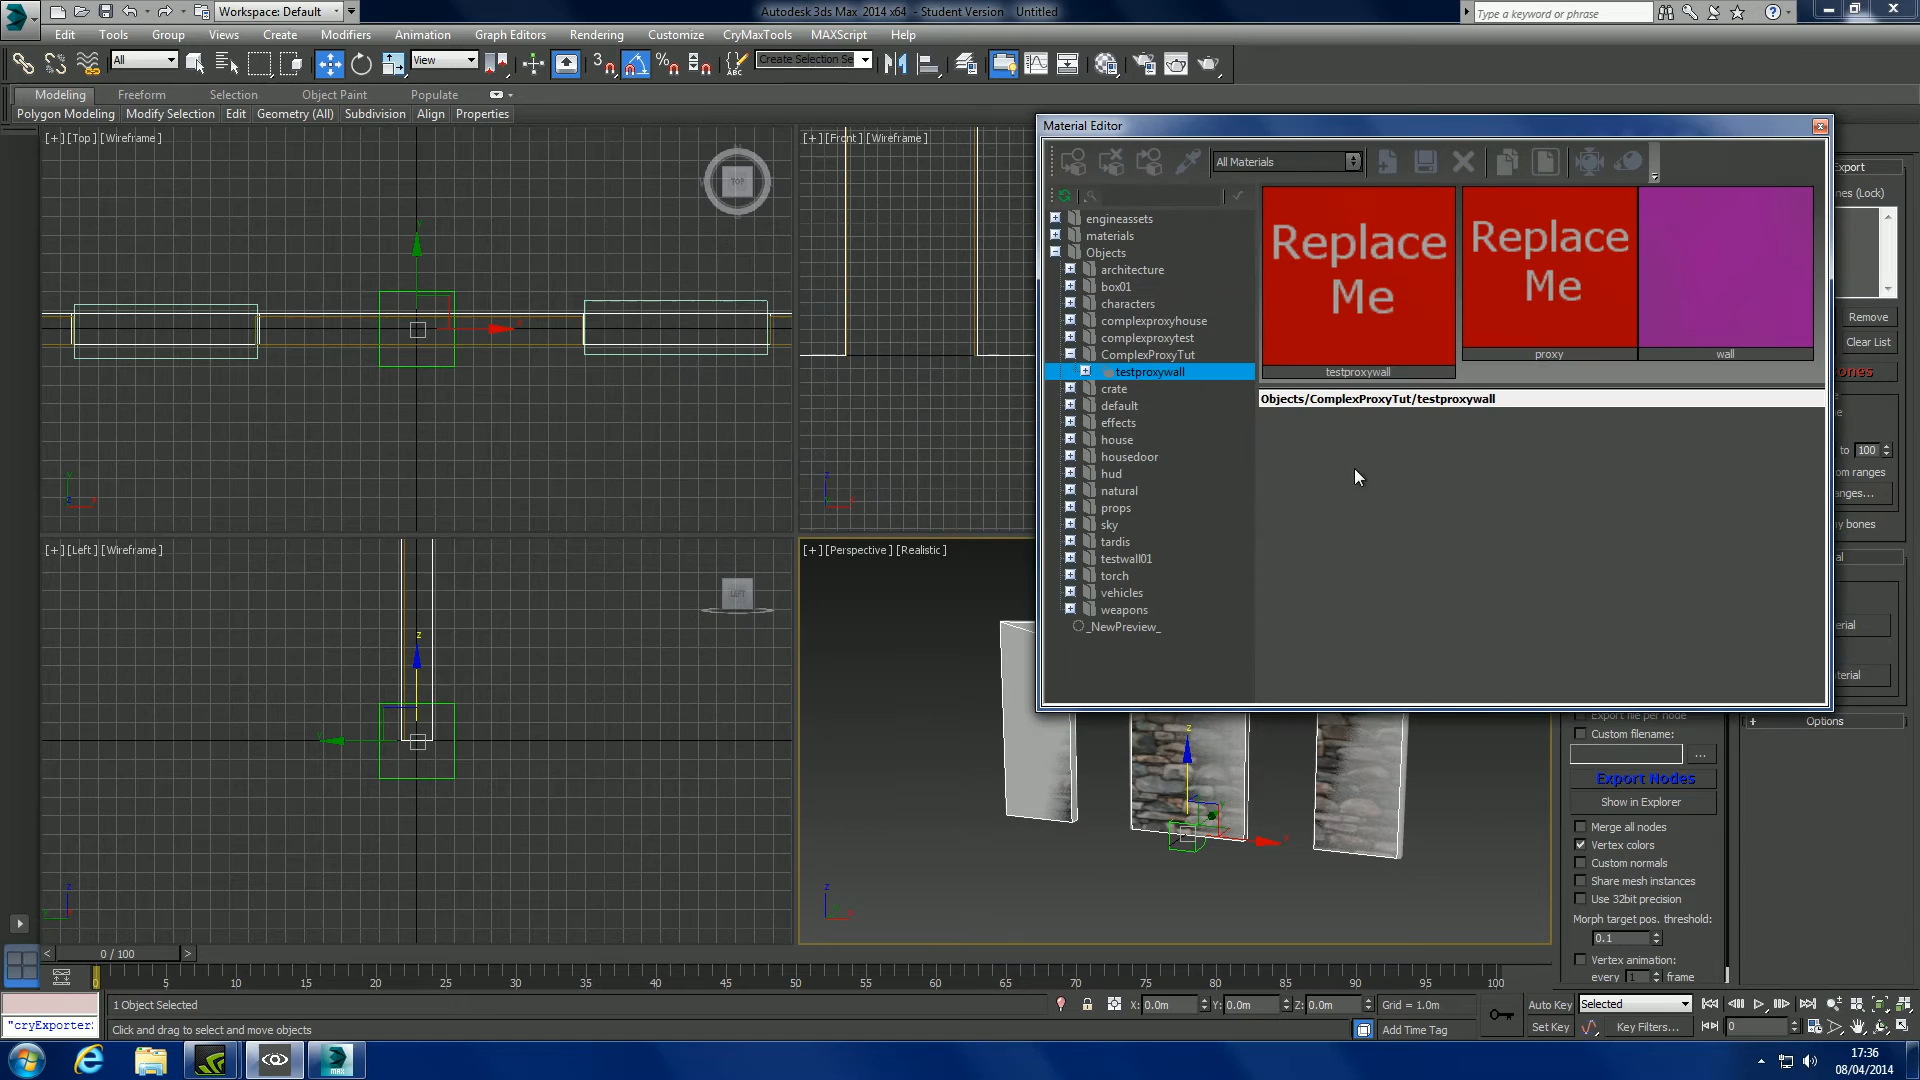 Workspace: Default
Autodesk 3ds Max 2014 x64 - Student Version Untitled
Type a keyword or phrase
Edit Tools Group Views Create Modifiers Animation Graph Editors Rendering Customize CryMaxTools MAXScript Help
All
View
3
Create Selection Se
Modeling Freeform Selection Object Paint Populate
Polygon Modeling Modify Selection Edit Geometry (All) Subdivision Align Properties
[+] [Top] [Wireframe]
TOP
[+] [Front] [Wireframe]
[+] [Left] [Wireframe]
LEFT
[+] [Perspective] [Realistic]
Material Editor
All Materials
engineassets
materials
Objects
architecture
box01
characters
complexproxyhouse
complexproxytest
ComplexProxyTut
testproxywall
crate
default
effects
house
housedoor
hud
natural
props
sky
tardis
testwall01
torch
vehicles
weapons
_NewPreview_
Replace
Me
testproxywall
Replace
Me
proxy
wall
Objects/ComplexProxyTut/testproxywall
Export
nes (Lock)
Remove
Clear List
ones
to 100
om ranges
anges...
ny bones
al
erial
terial
Options
Export file per node
Custom filename:
...
Export Nodes
Show in Explorer
Merge all nodes
Vertex colors
Custom normals
Share mesh instances
Use 32bit precision
Morph target pos. threshold:
0.1
Vertex animation:
every 1 frame
0 / 100
5 10 15 20 25 30 35 40 45 50 55 60 65 70 75 80 85 90 95 100
1 Object Selected
X: 0.0m Y: 0.0m Z: 0.0m Grid = 1.0m
Auto Key Selected
"cryExporter:
Click and drag to select and move objects
Add Time Tag
Set Key Key Filters... 0
17:36
08/04/2014